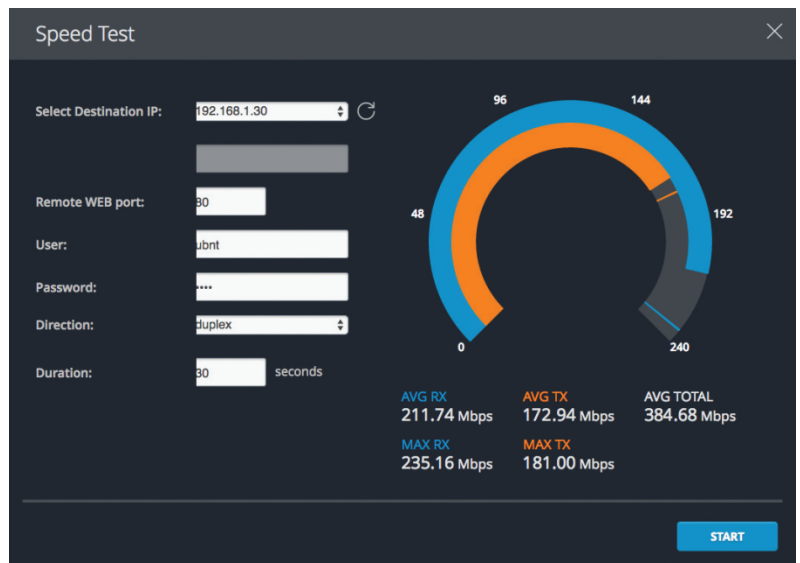 Speed Test
Select Destination IP:
192.168.1.30
Remote WEB port:
80
User:
ubnt
Password:
••••
Direction:
duplex
Duration:
30
seconds
96
144
48
192
0
240
AVG RX
AVG TX
AVG TOTAL
211.74 Mbps
172.94 Mbps
384.68 Mbps
MAX RX
MAX TX
235.16 Mbps
181.00 Mbps
START